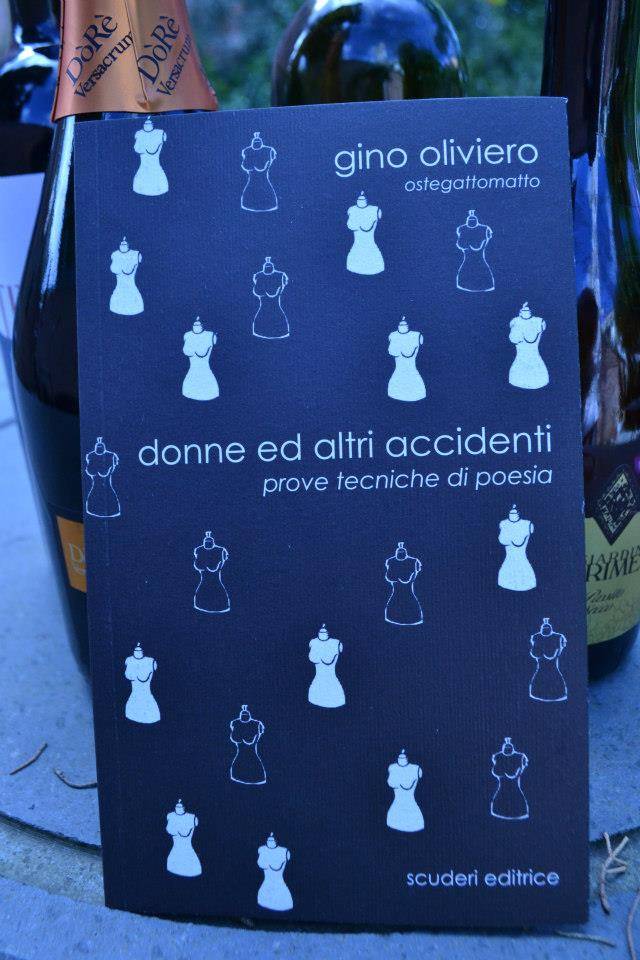 DòRè
Versacrum
DòRè
Versacrum
gino oliviero
ostegattomatto
donne ed altri accidenti
prove tecniche di poesia
scuderi editrice